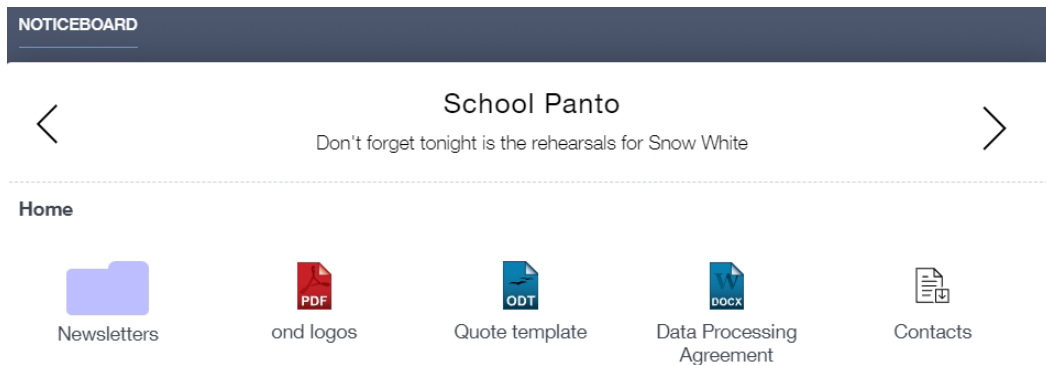 NOTICEBOARD
School Panto
Don't forget tonight is the rehearsals for Snow White
Home
PDF
ODT
W
DOCX
Newsletters
ond logos
Quote template
Data Processing
Agreement
Contacts